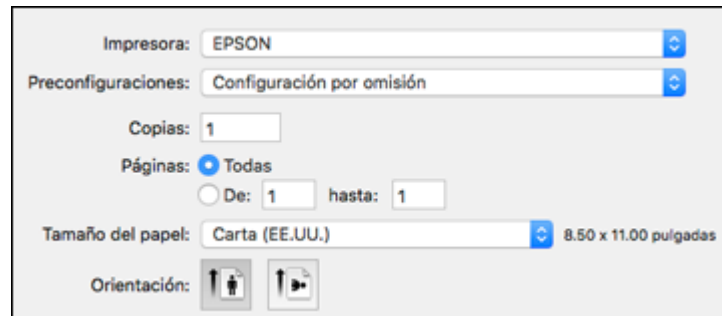 Impresora: EPSON
Preconfiguraciones: Configuración por omisión
Copias: 1
Páginas: Todas
De: 1 hasta: 1
Tamaño del papel: Carta (EE.UU.) 8.50 x 11.00 pulgadas
Orientación: